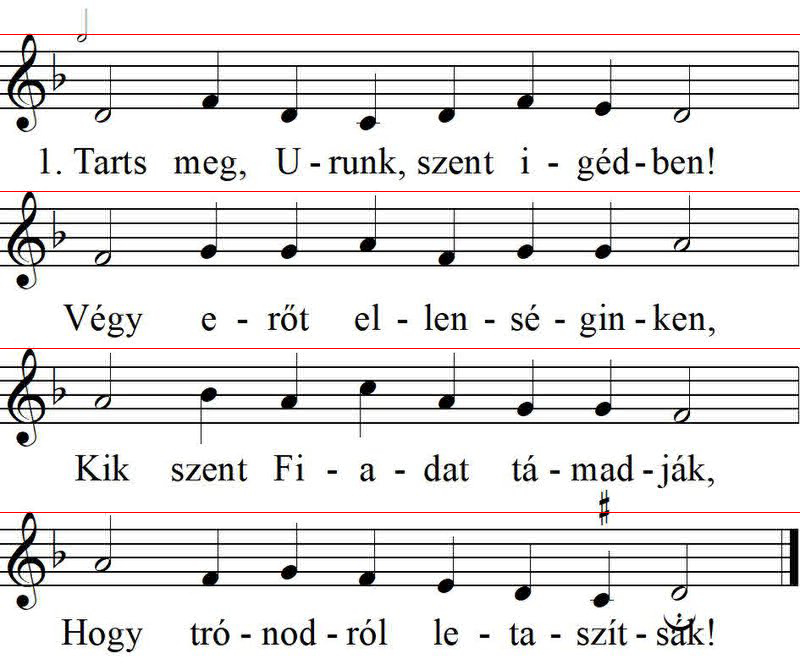 1. Tarts meg, U - runk, szent i - géd - ben!
Végy e - rőt el - len - sé - gin - ken,
Kik szent Fi - a - dat tá - mad - ják,
Hogy tró - nod - ról le - ta - szít - sák!